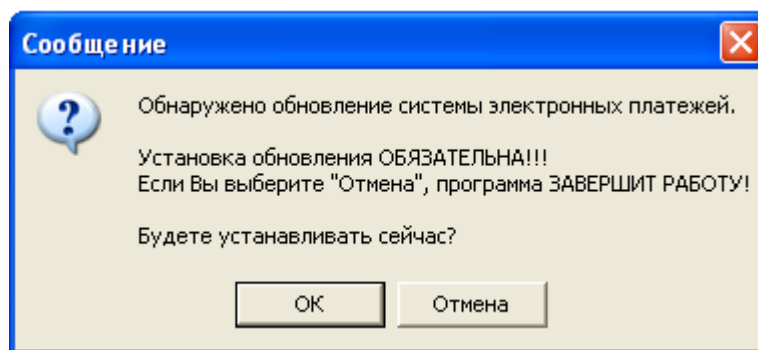 Сообщение
Обнаружено обновление системы электронных платежей.
Установка обновления ОБЯЗАТЕЛЬНА!!!
Если Вы выберите "Отмена", программа ЗАВЕРШИТ РАБОТУ!
Будете устанавливать сейчас?
ОК
Отмена